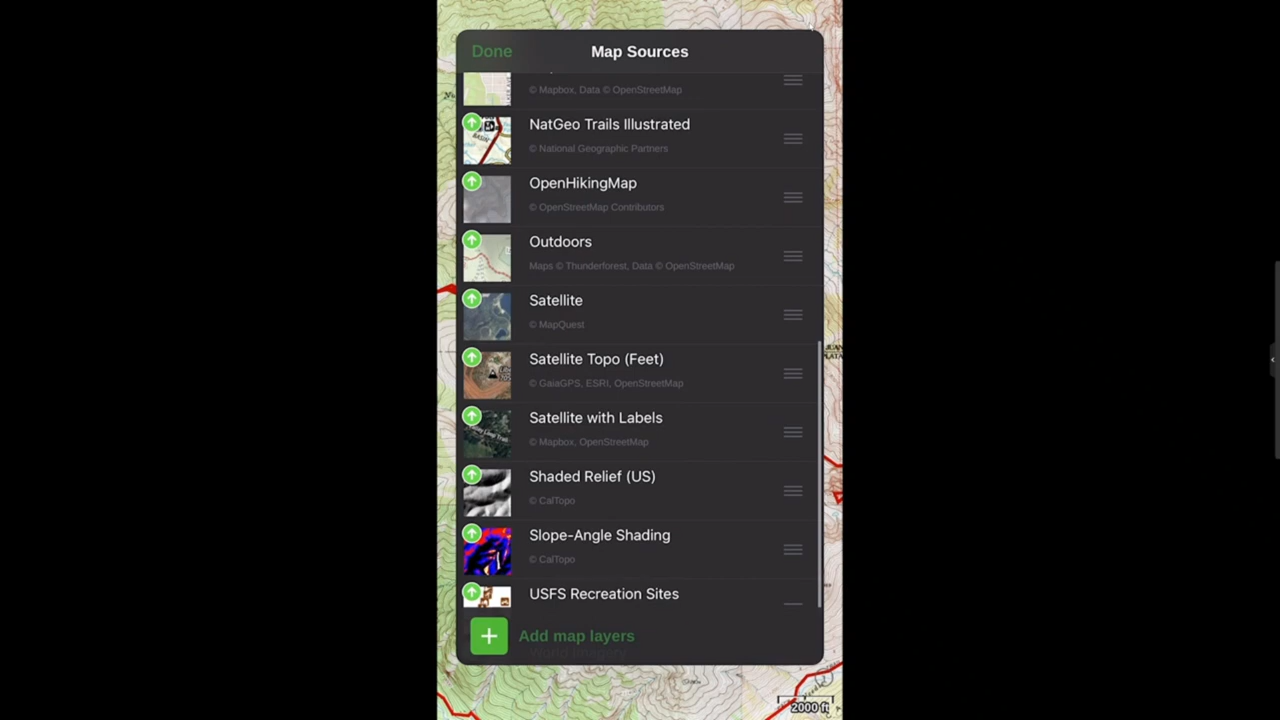 Done
Map Sources
© Mapbox, Data © OpenStreetMap
NatGeo Trails Illustrated
© National Geographic Partners
OpenHikingMap
© OpenStreetMap Contributors
Outdoors
Maps © Thunderforest, Data © OpenStreetMap
Satellite
© MapQuest
Satellite Topo (Feet)
© GaiaGPS, ESRI, OpenStreetMap
Satellite with Labels
© Mapbox, OpenStreetMap
Shaded Relief (US)
© CalTopo
Slope-Angle Shading
© CalTopo
USFS Recreation Sites
Add map layers
World Imagery
2000 ft